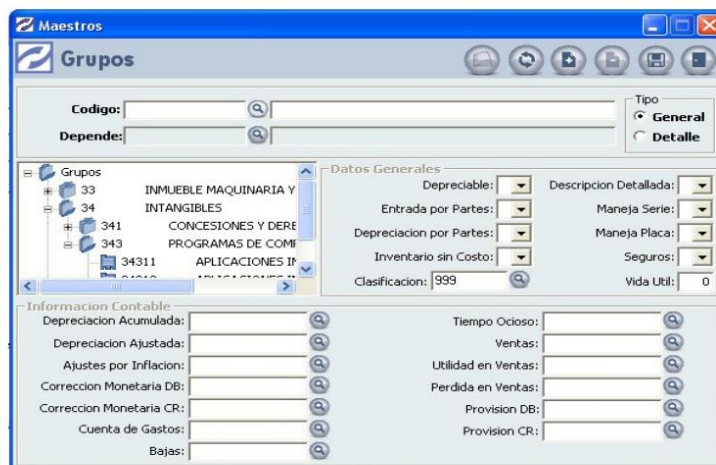 Maestros
Grupos
Codigo:
Depende:
Tipo
General
Detalle
Grupos
33 INMUEBLE MAQUINARIA Y
34 INTANGIBLES
341 CONCESIONES Y DERE
343 PROGRAMAS DE COMP
34311 APLICACIONES IN
Datos Generales
Depreciable: Descripcion Detallada:
Entrada por Partes: Maneja Serie:
Depreciacion por Partes: Maneja Placa:
Inventario sin Costo: Seguros:
Clasificacion: 999 Vida Util: 0
Informacion Contable
Depreciacion Acumulada: Tiempo Ocioso:
Depreciacion Ajustada: Ventas:
Ajustes por Inflacion: Utilidad en Ventas:
Correccion Monetaria DB: Perdida en Ventas:
Correccion Monetaria CR: Provision DB:
Cuenta de Gastos: Provision CR:
Bajas: